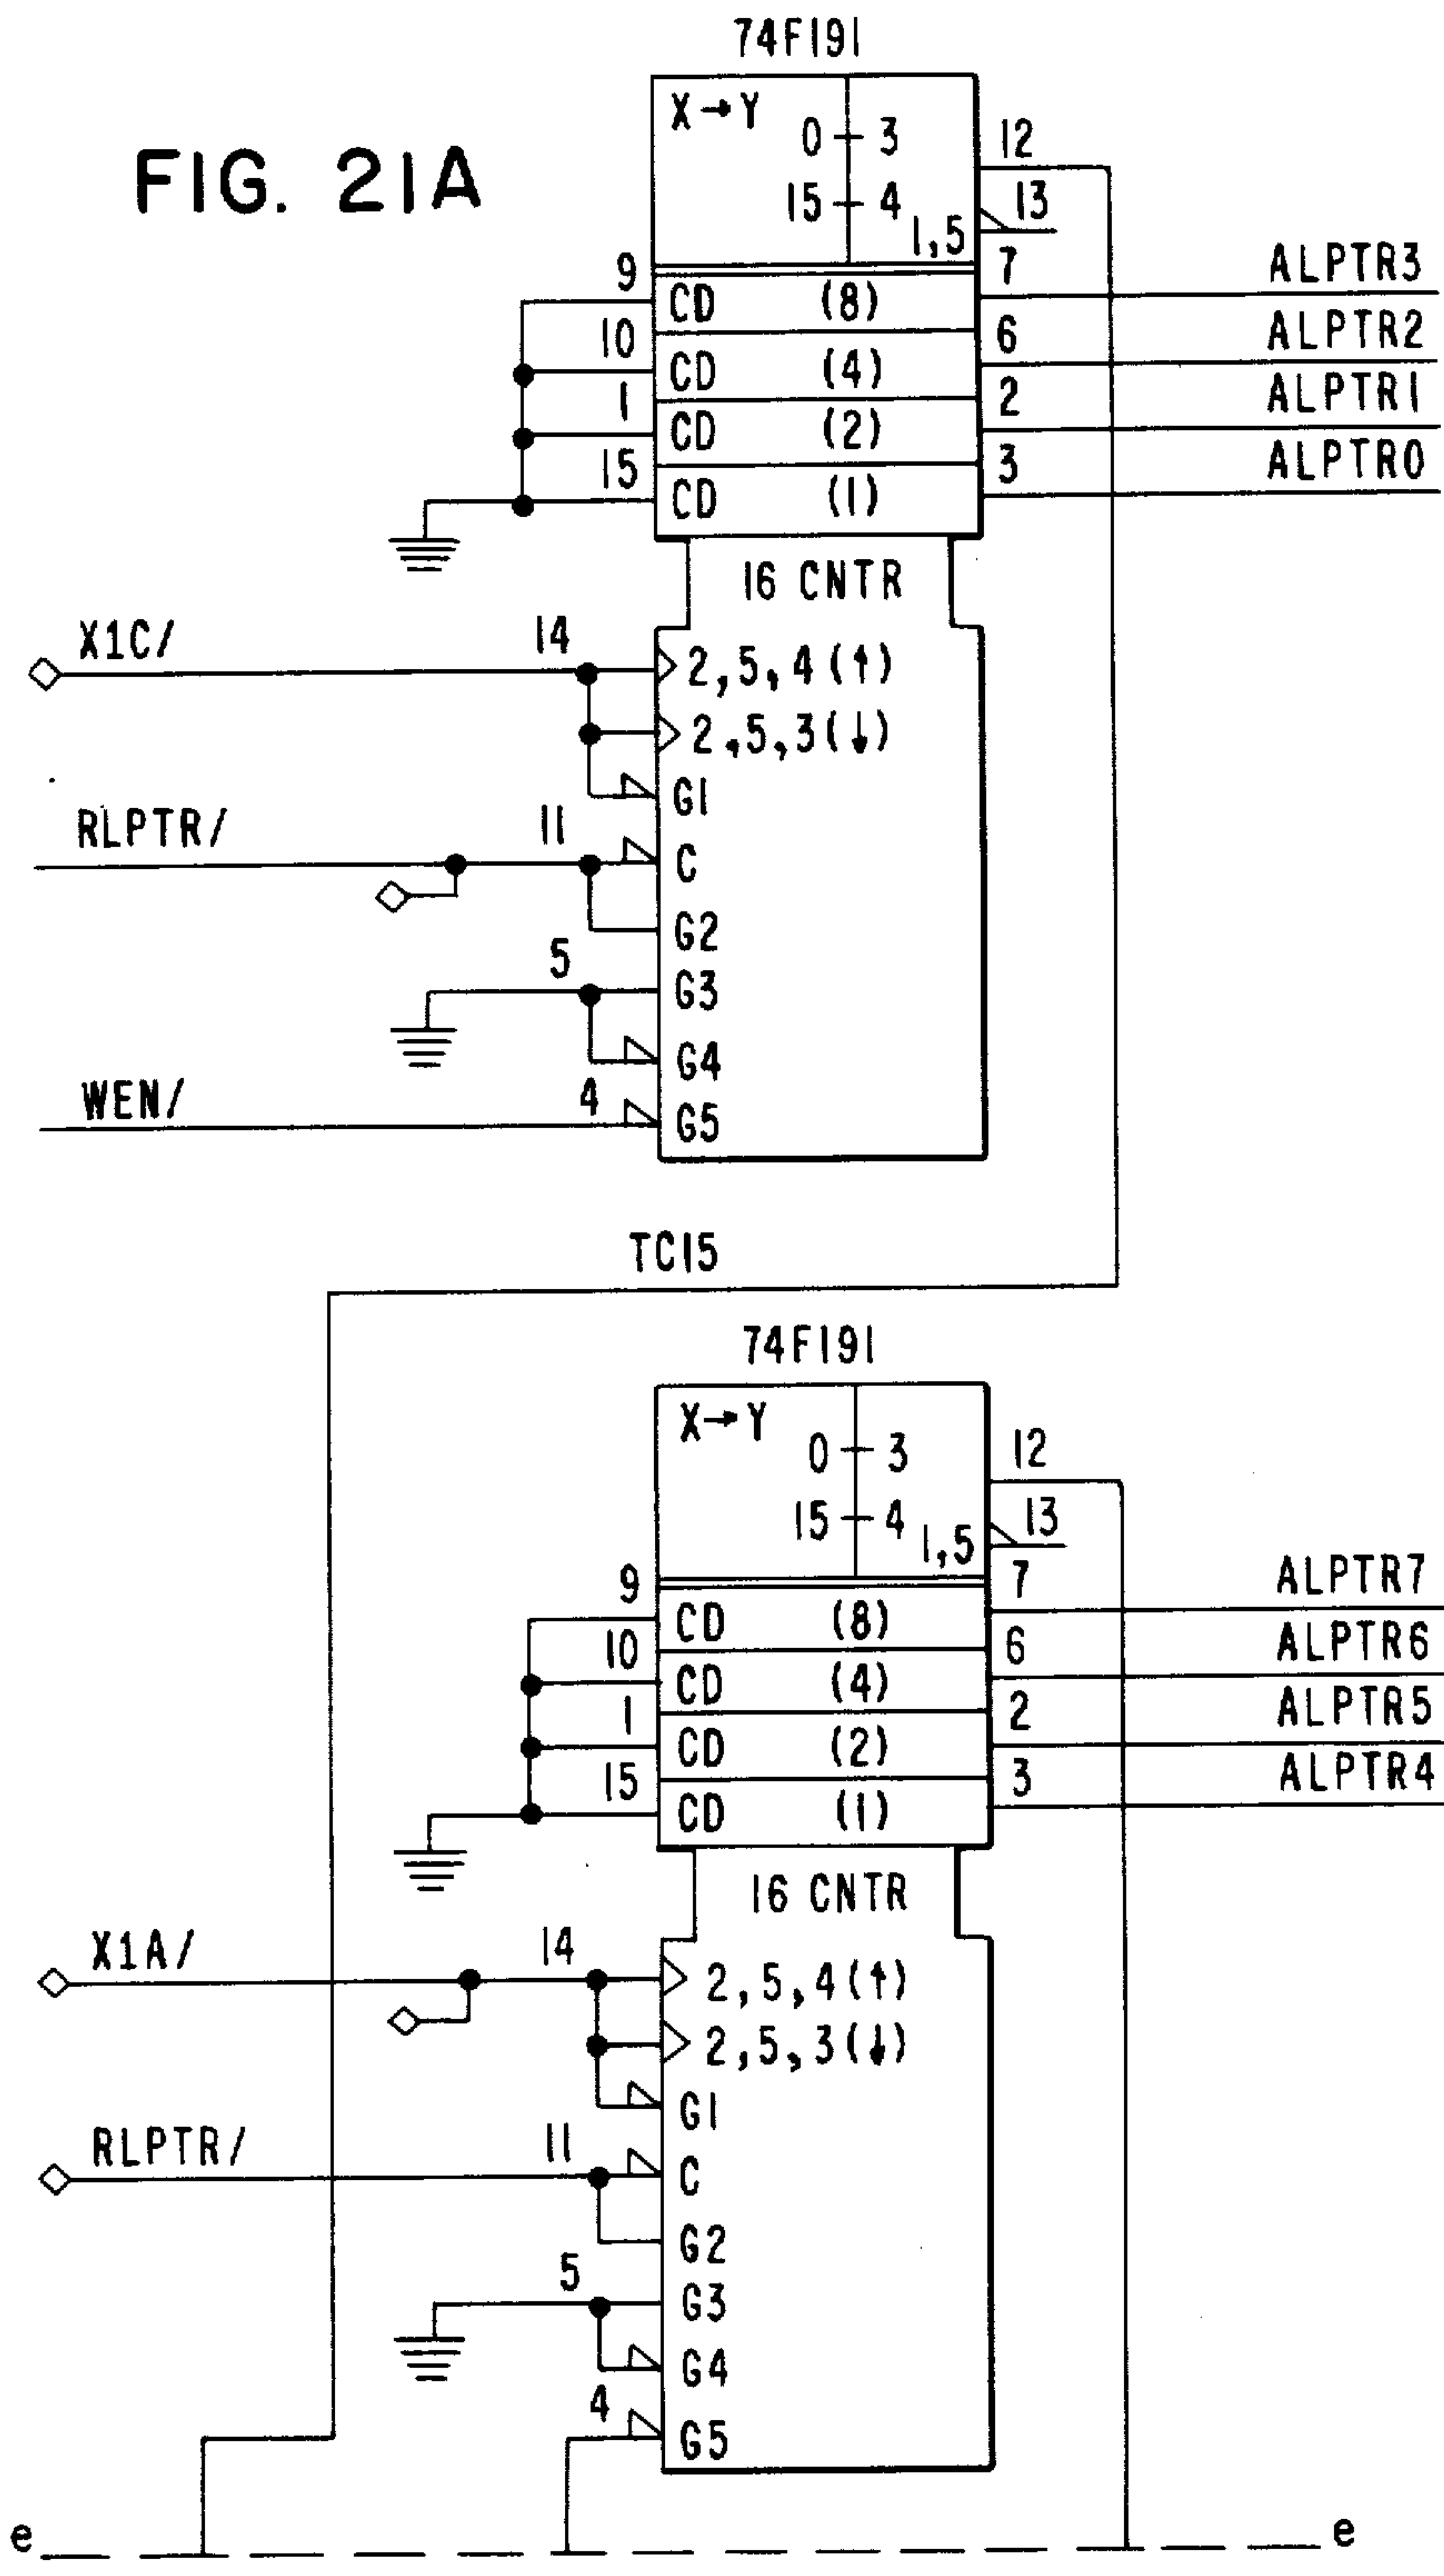 FIG. 21A
74F191
X→Y
0 3
15 4
1,5
12
13
9 CD (8) 7 ALPTR3
10 CD (4) 6 ALPTR2
1 CD (2) 2 ALPTR1
15 CD (1) 3 ALPTR0
16 CNTR
X1C/ 14 2,5,4(↑)
2,5,3(↓)
G1
RLPTR/ 11 C
G2
5 G3
G4
WEN/ 4 G5
TC15
74F191
X→Y
0 3
15 4
1,5
12
13
9 CD (8) 7 ALPTR7
10 CD (4) 6 ALPTR6
1 CD (2) 2 ALPTR5
15 CD (1) 3 ALPTR4
16 CNTR
X1A/ 14 2,5,4(↑)
2,5,3(↓)
G1
RLPTR/ 11 C
G2
5 G3
G4
4 G5
e e